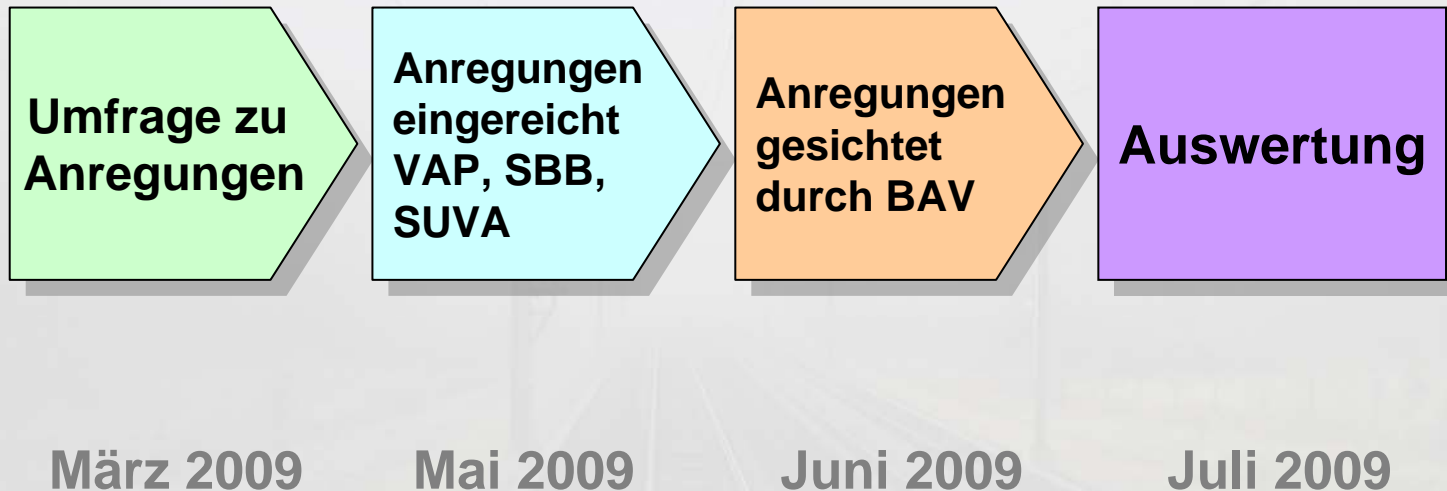 Umfrage zu
Anregungen
Anregungen
eingereicht
VAP, SBB,
SUVA
Anregungen
gesichtet
durch BAV
Auswertung
März 2009
Mai 2009
Juni 2009
Juli 2009